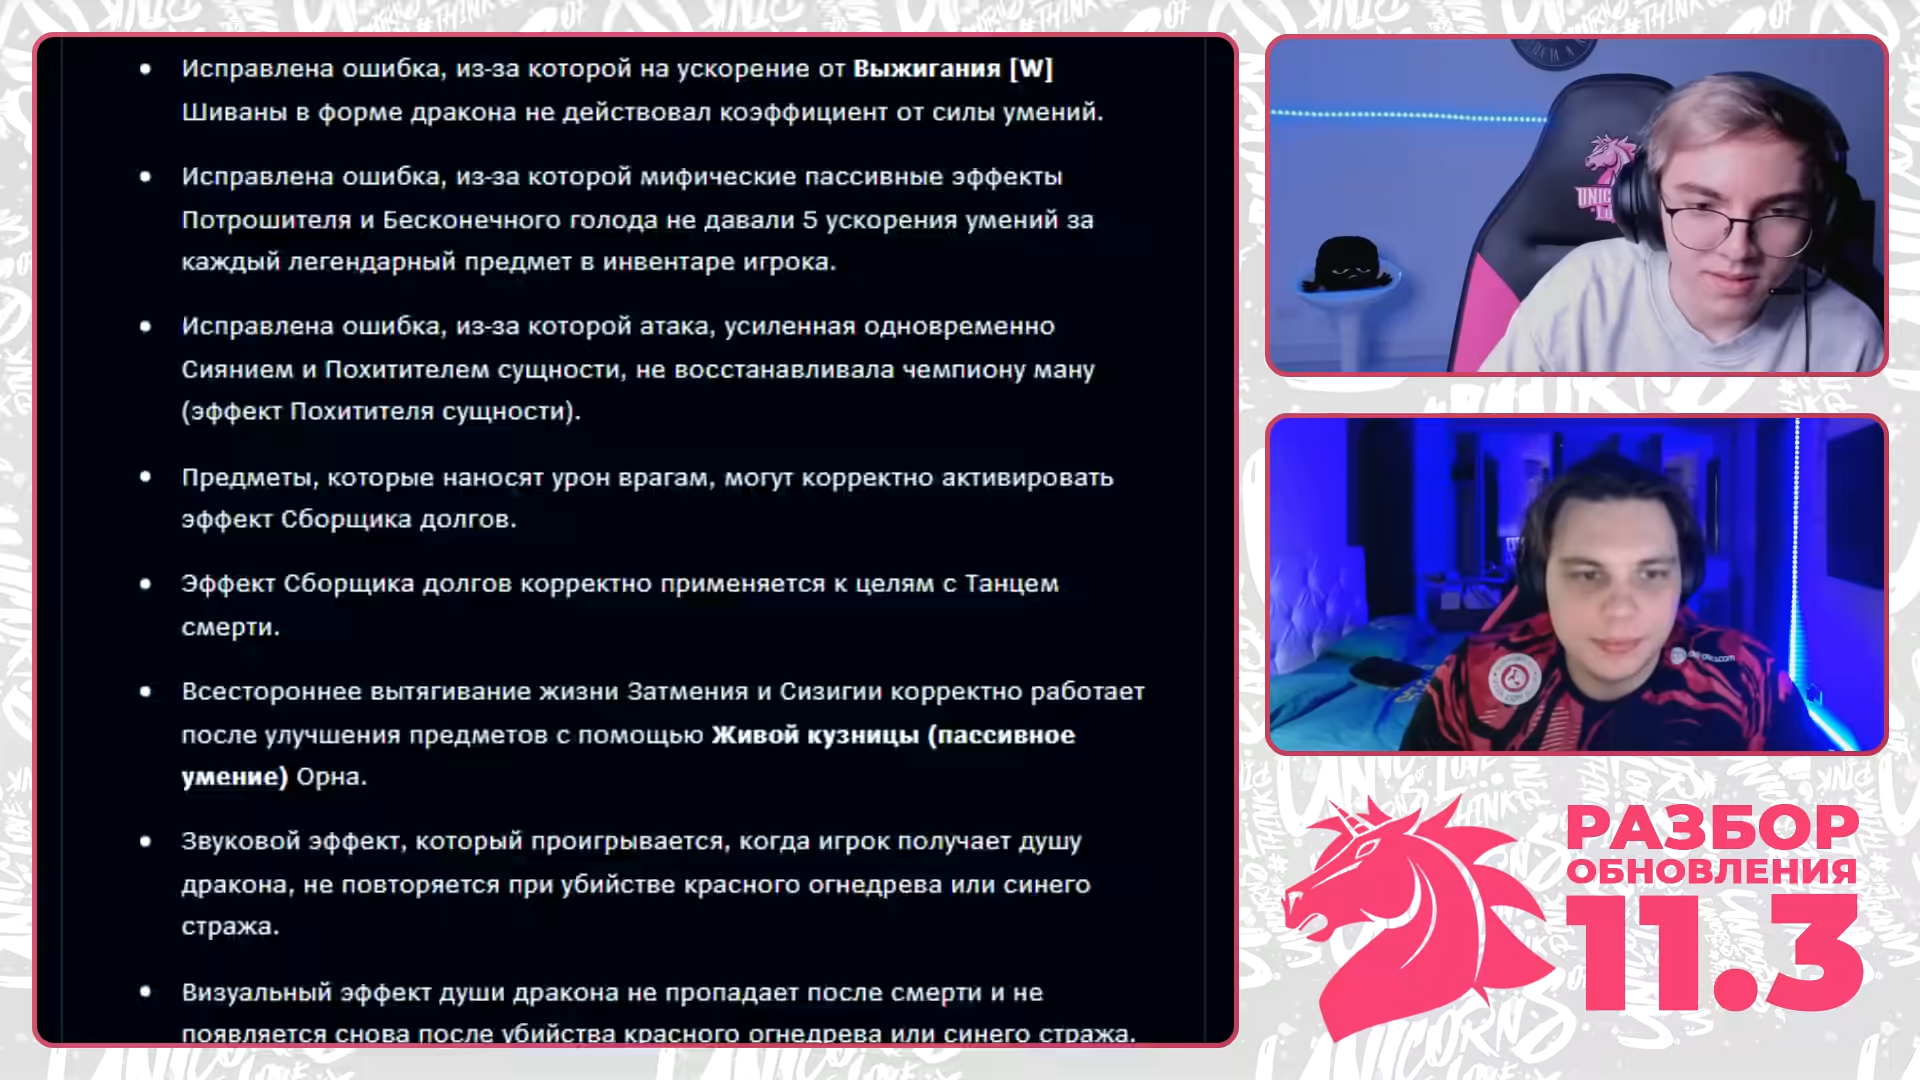 Исправлена ошибка, из-за которой на ускорение от Выжигания [W]
Шиваны в форме дракона не действовал коэффициент от силы умений.
Исправлена ошибка, из-за которой мифические пассивные эффекты
Потрошителя и Бесконечного голода не давали 5 ускорения умений за
каждый легендарный предмет в инвентаре игрока.
Исправлена ошибка, из-за которой атака, усиленная одновременно
Сиянием и Похитителем сущности, не восстанавливала чемпиону ману
(эффект Похитителя сущности).
Предметы, которые наносят урон врагам, могут корректно активировать
эффект Сборщика долгов.
Эффект Сборщика долгов корректно применяется к целям с Танцем
смерти.
Всестороннее вытягивание жизни Затмения и Сизигии корректно работает
после улучшения предметов с помощью Живой кузницы (пассивное
умение) Орна.
Звуковой эффект, который проигрывается, когда игрок получает душу
дракона, не повторяется при убийстве красного огнедрева или синего
стража.
Визуальный эффект души дракона не пропадает после смерти и не
появляется снова после убийства красного огнедрева или синего стража.
РАЗБОР
ОБНОВЛЕНИЯ
11.3